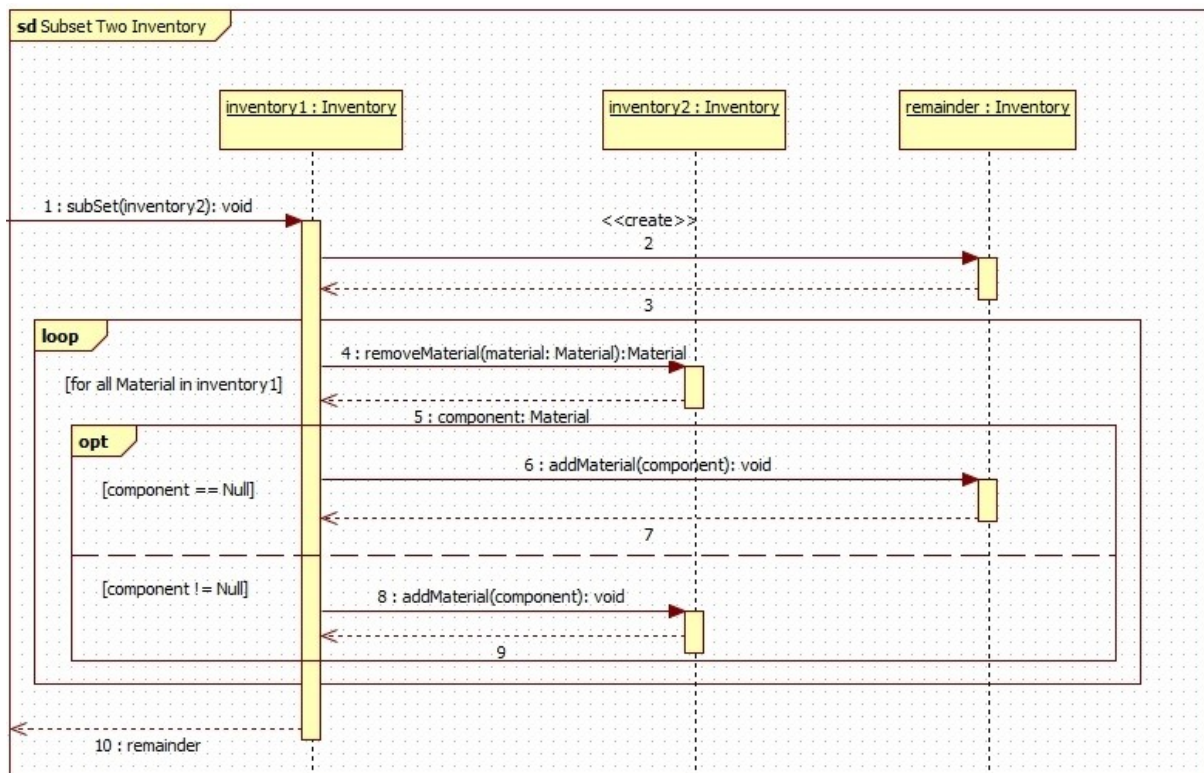 sd Subset Two Inventory
inventory1 : Inventory
inventory2 : Inventory
remainder : Inventory
1 : subSet(inventory2): void
<<create>>
2
3
loop
[for all Material in inventory1]
4 : removeMaterial(material: Material):Material
5 : component: Material
opt
[component == Null]
6 : addMaterial(component): void
7
[component != Null]
8 : addMaterial(component): void
9
10 : remainder